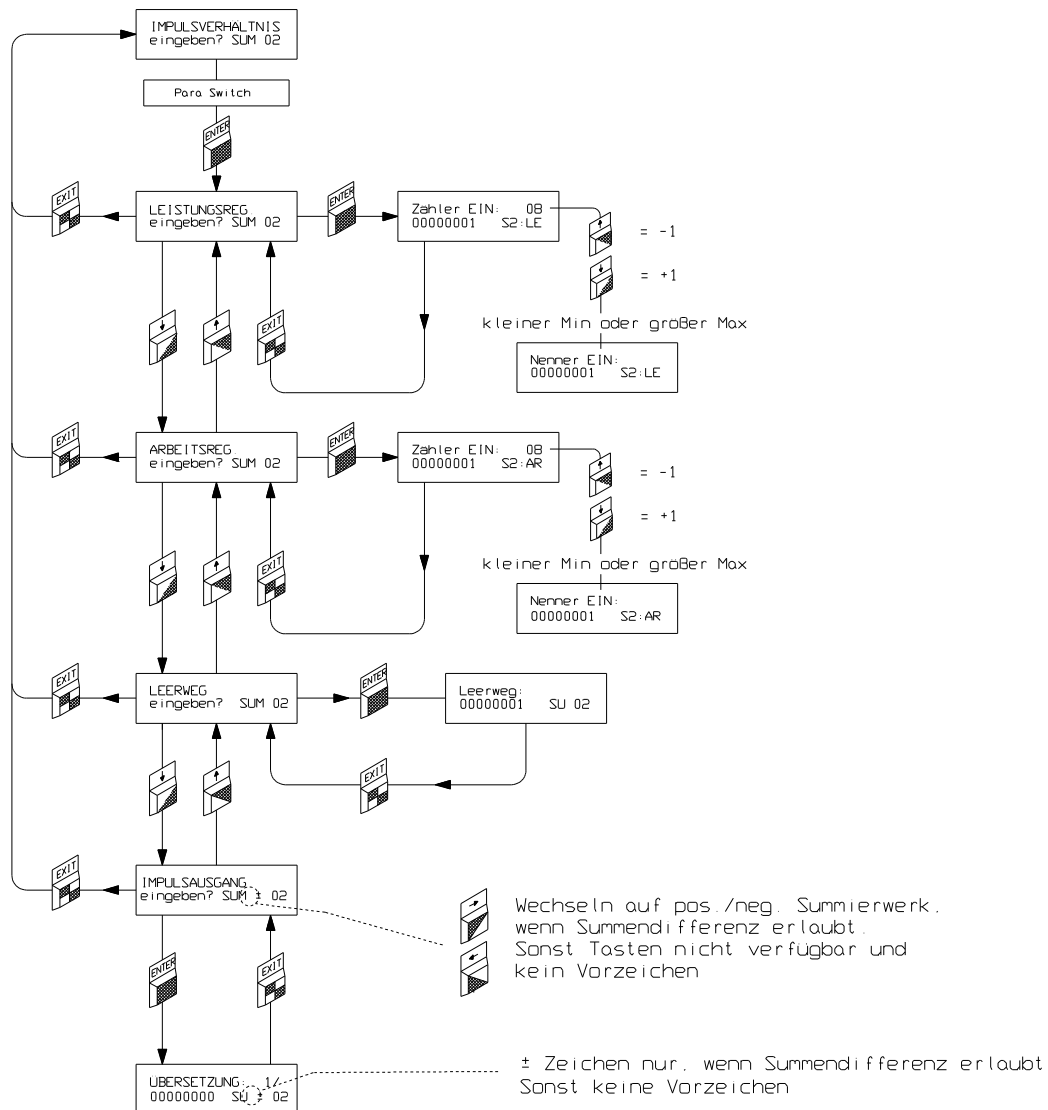 IMPULSVERHÄLTNIS
eingeben? SUM 02
Para Switch
ENTER
EXIT
LEISTUNGSREG.
eingeben? SUM 02
ENTER
Zähler EIN: 08
00000001 S2:LE
↑ = -1
↓ = +1
kleiner Min oder größer Max
Nenner EIN:
00000001 S2:LE
↓
↑
EXIT
EXIT
ARBEITSREG.
eingeben? SUM 02
ENTER
Zähler EIN: 08
00000001 S2:AR
↑ = -1
↓ = +1
kleiner Min oder größer Max
Nenner EIN:
00000001 S2:AR
↓
↑
EXIT
EXIT
LEERWEG
eingeben? SUM 02
ENTER
Leerweg:
00000001 SU 02
↓
↑
EXIT
EXIT
IMPULSAUSGANG
eingeben? SUM ± 02
→
Wechseln auf pos./neg. Summierwerk,
wenn Summendifferenz erlaubt.
Sonst Tasten nicht verfügbar und
←
kein Vorzeichen
ENTER
EXIT
ÜBERSETZUNG: 1/
00000000 SU ± 02
± Zeichen nur, wenn Summendifferenz erlaubt
Sonst keine Vorzeichen